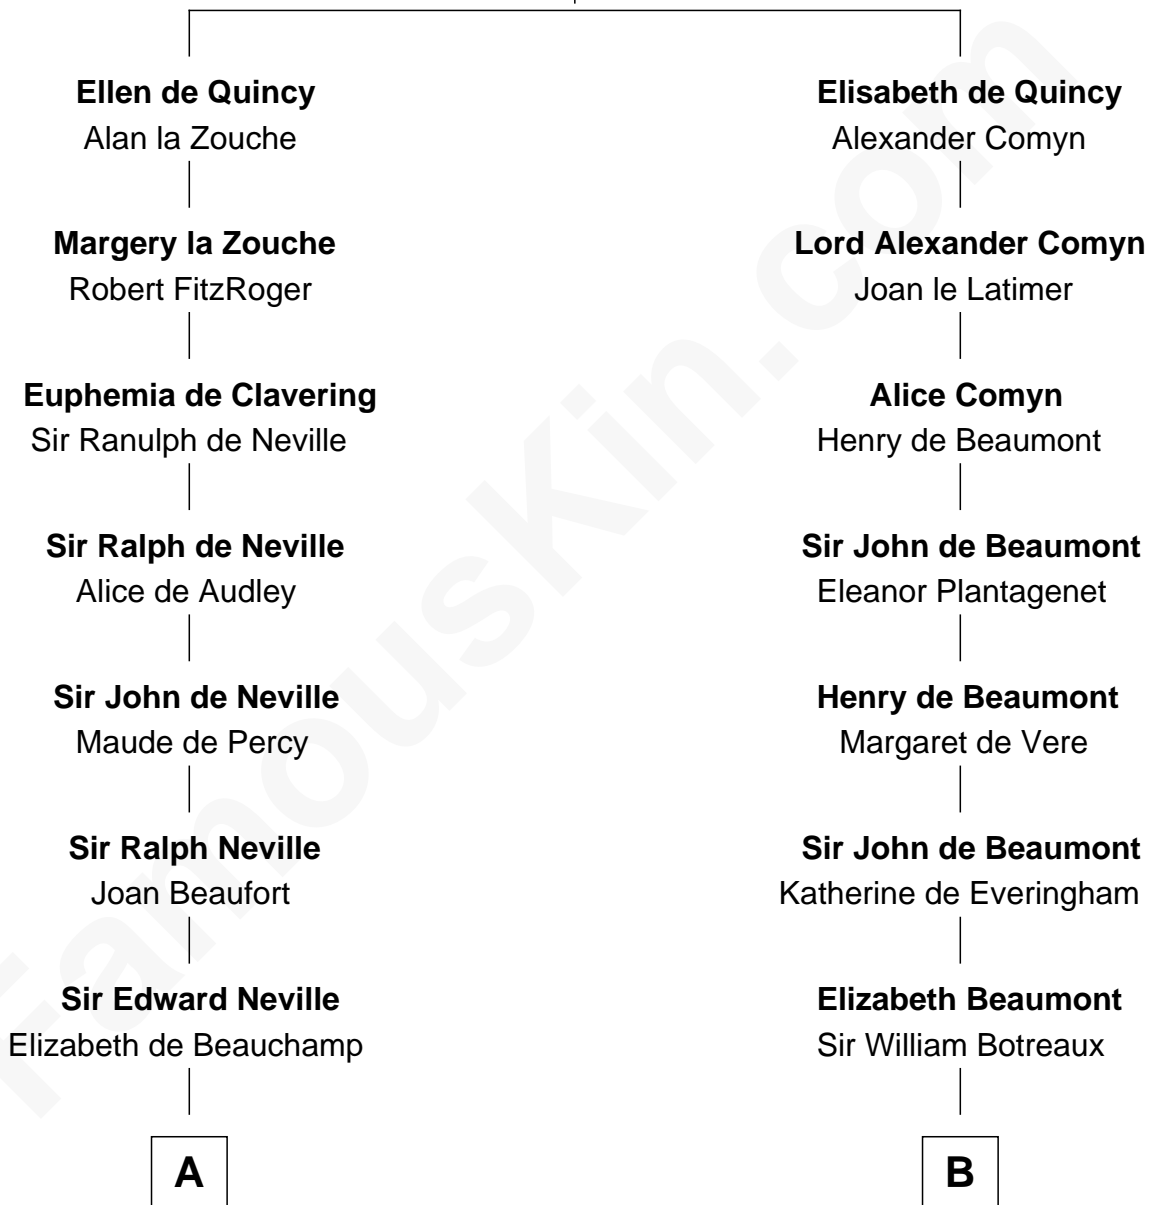 Ellen de Quincy
Alan la Zouche
Elisabeth de Quincy
Alexander Comyn
Margery la Zouche
Robert FitzRoger
Lord Alexander Comyn
Joan le Latimer
Euphemia de Clavering
Sir Ranulph de Neville
Alice Comyn
Henry de Beaumont
Sir Ralph de Neville
Alice de Audley
Sir John de Beaumont
Eleanor Plantagenet
Sir John de Neville
Maude de Percy
Henry de Beaumont
Margaret de Vere
Sir Ralph Neville
Joan Beaufort
Sir John de Beaumont
Katherine de Everingham
Sir Edward Neville
Elizabeth de Beauchamp
Elizabeth Beaumont
Sir William Botreaux
A
B
FamousKin.com